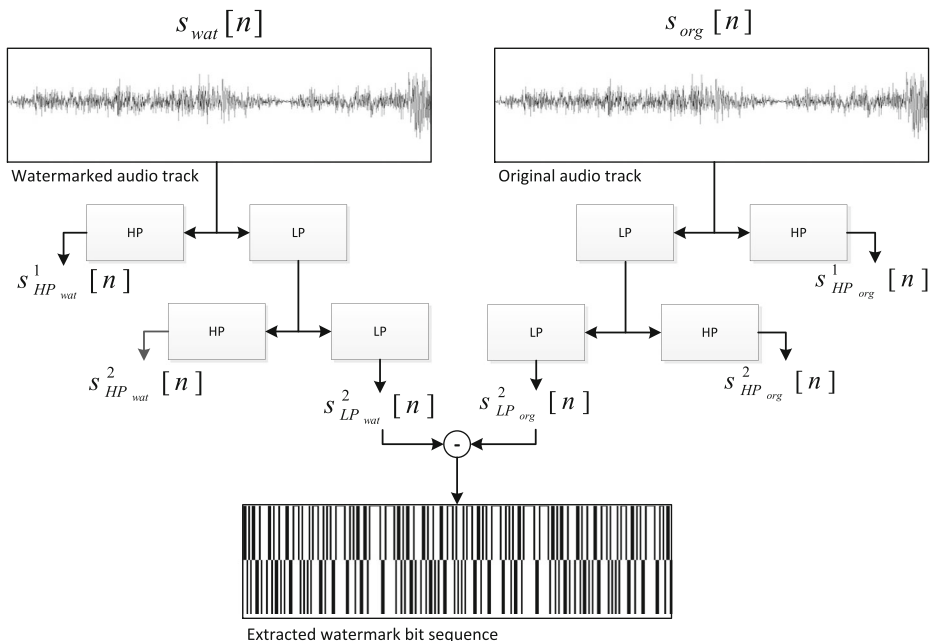 s_wat [n]
s_org [n]
Watermarked audio track
Original audio track
HP
LP
LP
HP
s^1_HP_wat [n]
s^1_HP_org [n]
HP
LP
LP
HP
s^2_HP_wat [n]
s^2_LP_wat [n]
s^2_LP_org [n]
s^2_HP_org [n]
-
Extracted watermark bit sequence